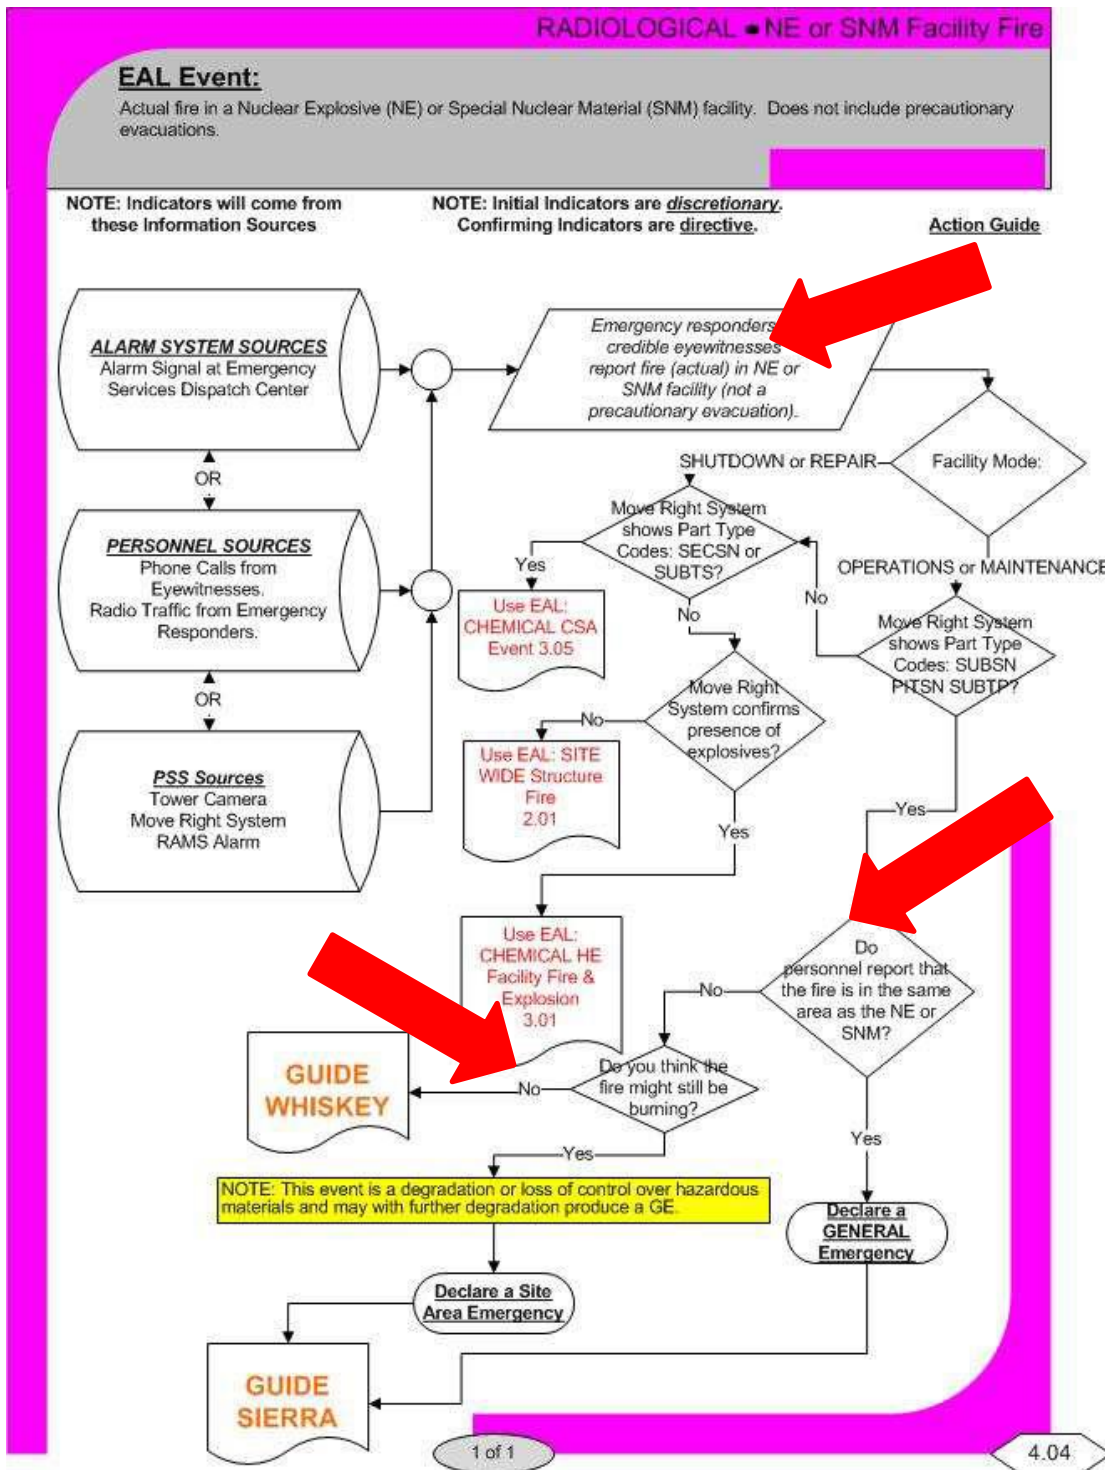 RADIOLOGICAL • NE or SNM Facility Fire
EAL Event:
Actual fire in a Nuclear Explosive (NE) or Special Nuclear Material (SNM) facility. Does not include precautionary
evacuations.
NOTE: Indicators will come from
these Information Sources
NOTE: Initial Indicators are discretionary.
Confirming Indicators are directive.
Action Guide
ALARM SYSTEM SOURCES
Alarm Signal at Emergency
Services Dispatch Center
Emergency responders
credible eyewitnesses
report fire (actual) in NE or
SNM facility (not a
precautionary evacuation).
Facility Mode:
SHUTDOWN or REPAIR
OPERATIONS or MAINTENANCE
OR
PERSONNEL SOURCES
Phone Calls from
Eyewitnesses.
Radio Traffic from Emergency
Responders.
Move Right System
shows Part Type
Codes: SECSN or
SUBTS?
Yes
No
No
Move Right System
shows Part Type
Codes: SUBSN
PITSN SUBTP?
Use EAL:
CHEMICAL CSA
Event 3.05
OR
Move Right
System confirms
presence of
explosives?
No
Yes
Yes
PSS Sources
Tower Camera
Move Right System
RAMS Alarm
Use EAL: SITE
WIDE Structure
Fire
2.01
Use EAL:
CHEMICAL HE
Facility Fire &
Explosion
3.01
Do
personnel report that
the fire is in the same
area as the NE or
SNM?
No
Yes
Do you think the
fire might still be
burning?
No
Yes
GUIDE
WHISKEY
NOTE: This event is a degradation or loss of control over hazardous
materials and may with further degradation produce a GE.
Declare a
GENERAL
Emergency
Declare a Site
Area Emergency
GUIDE
SIERRA
1 of 1
4.04